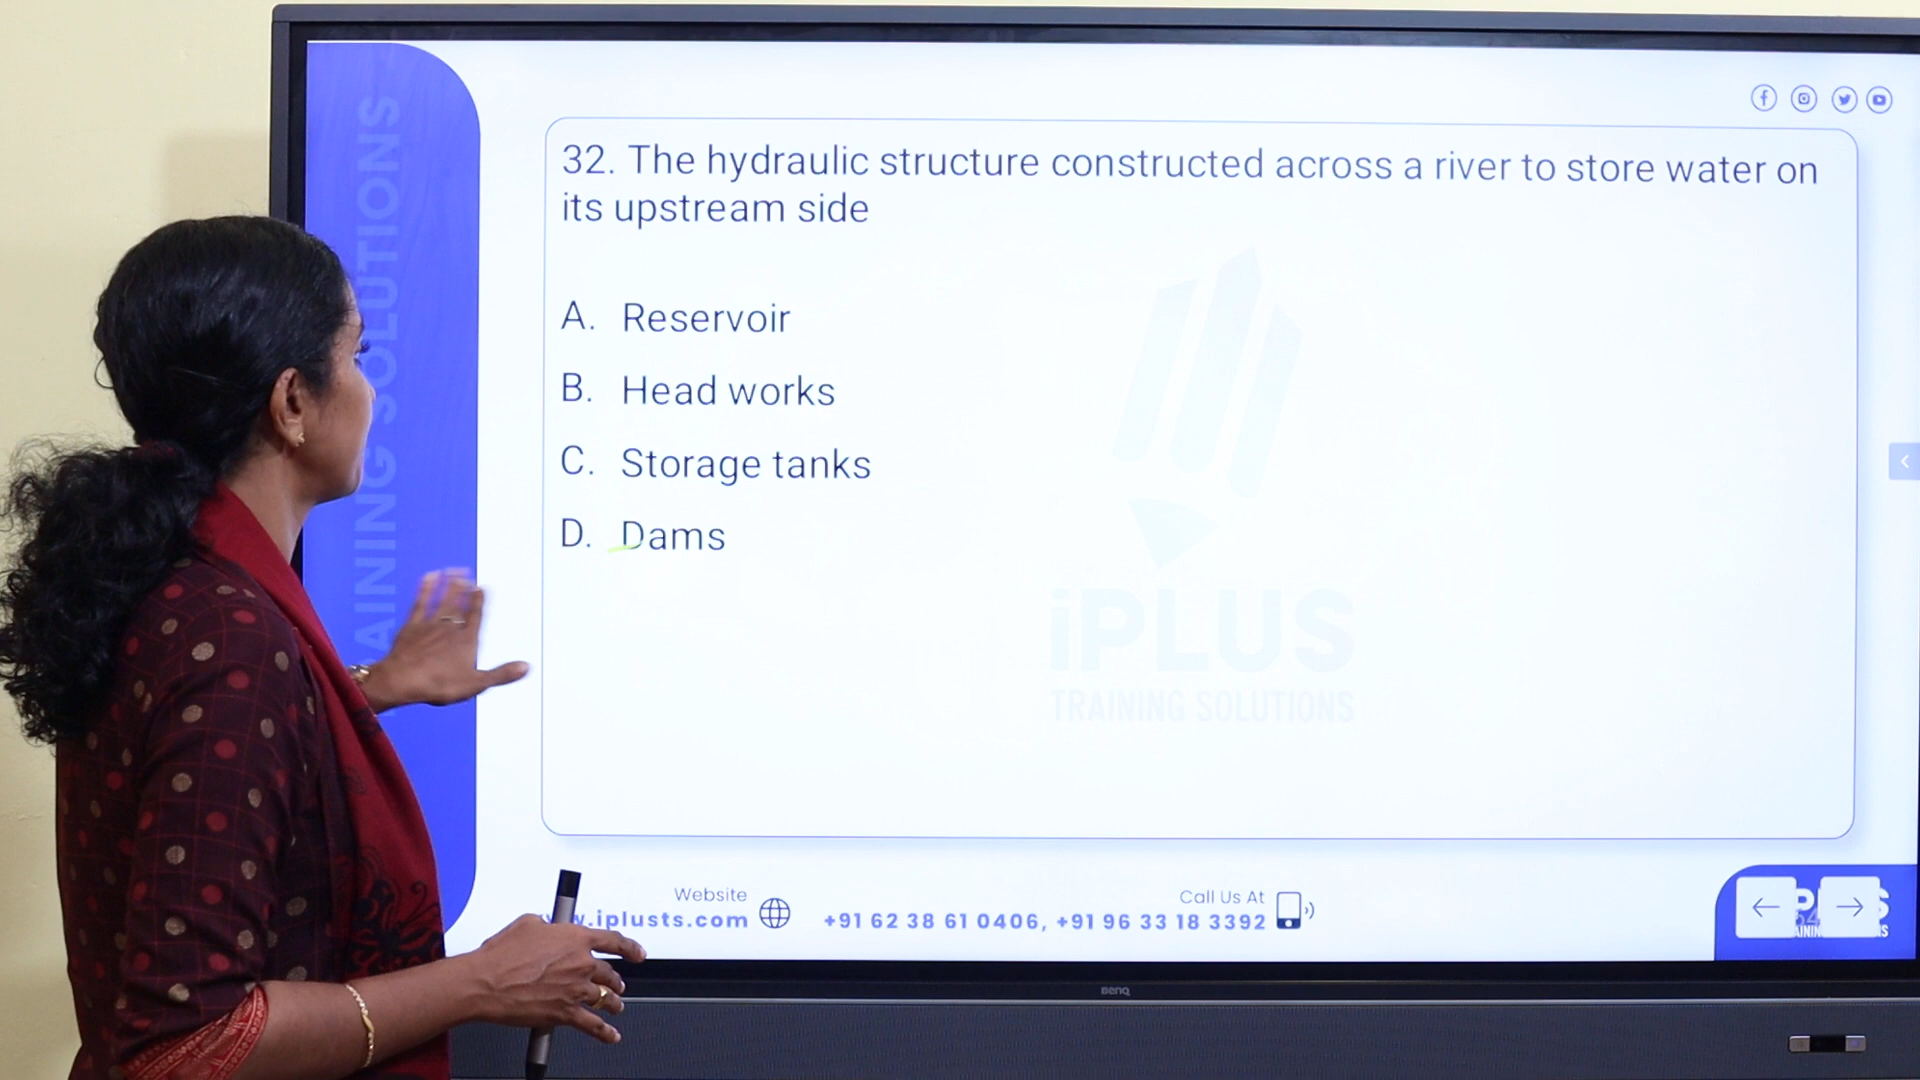 32. The hydraulic structure constructed across a river to store water on
its upstream side
A. Reservoir
B. Head works
C. Storage tanks
D. Dams
iPLUS
TRAINING SOLUTIONS
SOLUTIONS
Website
.iplusts.com
Call Us At
+91 62 38 61 0406, +91 96 33 18 3392
BenQ